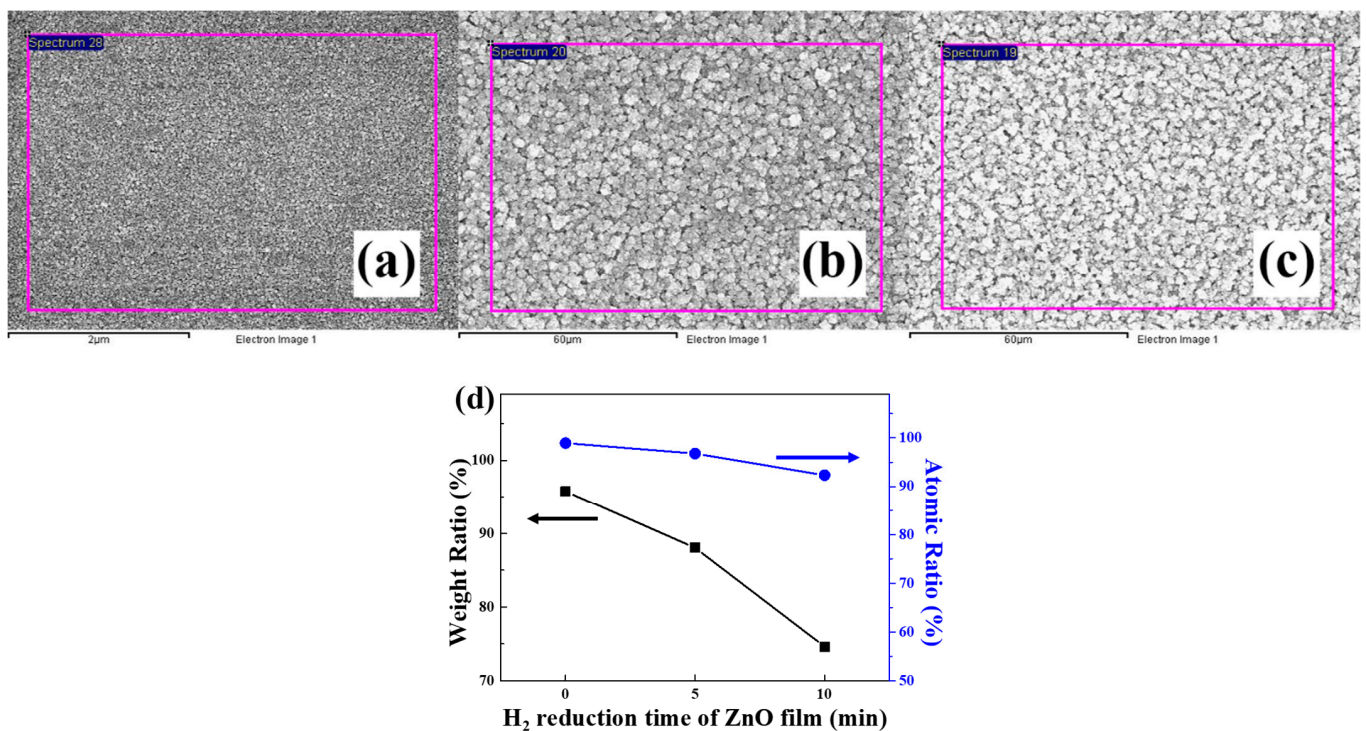 Spectrum 28
(a)
2µm
Electron Image 1
Spectrum 20
(b)
60µm
Electron Image 1
Spectrum 19
(c)
60µm
Electron Image 1
(d)
Weight Ratio (%)
100
90
80
70
0
5
10
H₂ reduction time of ZnO film (min)
100
90
80
70
60
50
Atomic Ratio (%)